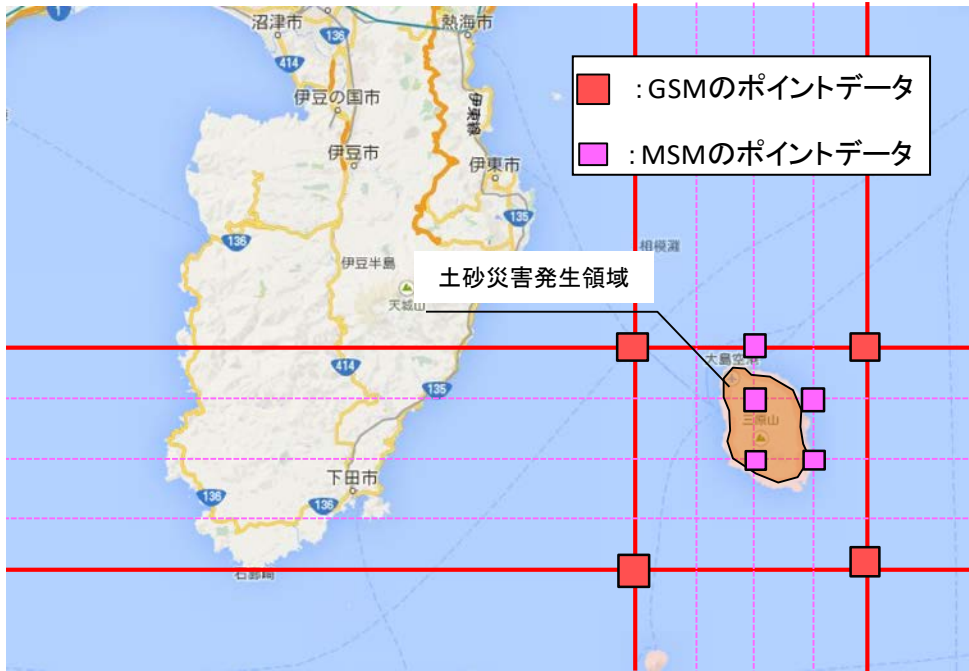 1
沼津市
136
熱海市
414
伊豆の国市
伊東線
:GSMのポイントデータ
:MSMのポイントデータ
伊豆市
伊東市
135
136
相模灘
伊豆半島
土砂災害発生領域
天城山
414
大島空港
135
三原山
下田市
136
136
石廊崎